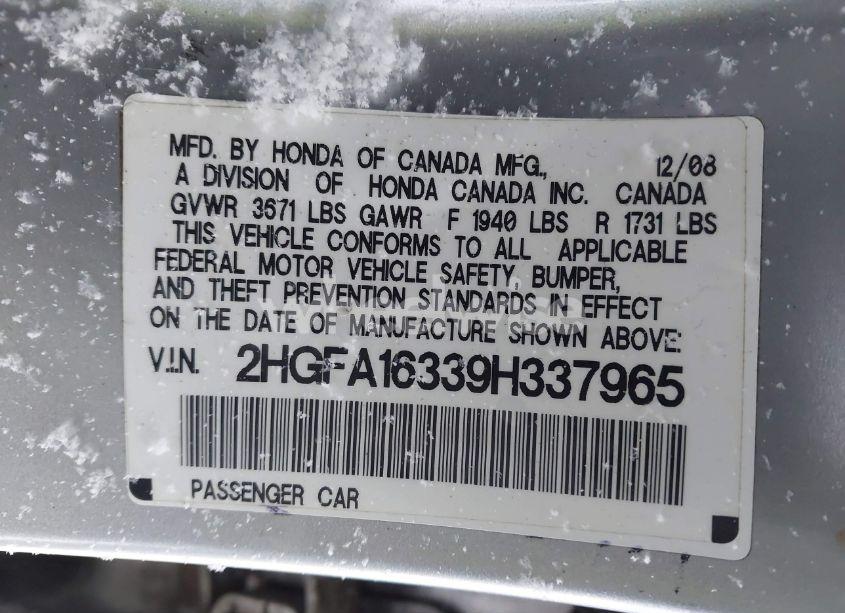 MFD. BY HONDA OF CANADA MFG., 12/08
A DIVISION OF HONDA CANADA INC. CANADA
GVWR 3671 LBS GAWR F 1940 LBS R 1731 LBS
THIS VEHICLE CONFORMS TO ALL APPLICABLE
FEDERAL MOTOR VEHICLE SAFETY, BUMPER,
AND THEFT PREVENTION STANDARDS IN EFFECT
ON THE DATE OF MANUFACTURE SHOWN ABOVE:
V.I.N. 2HGFA16339H337965
PASSENGER CAR